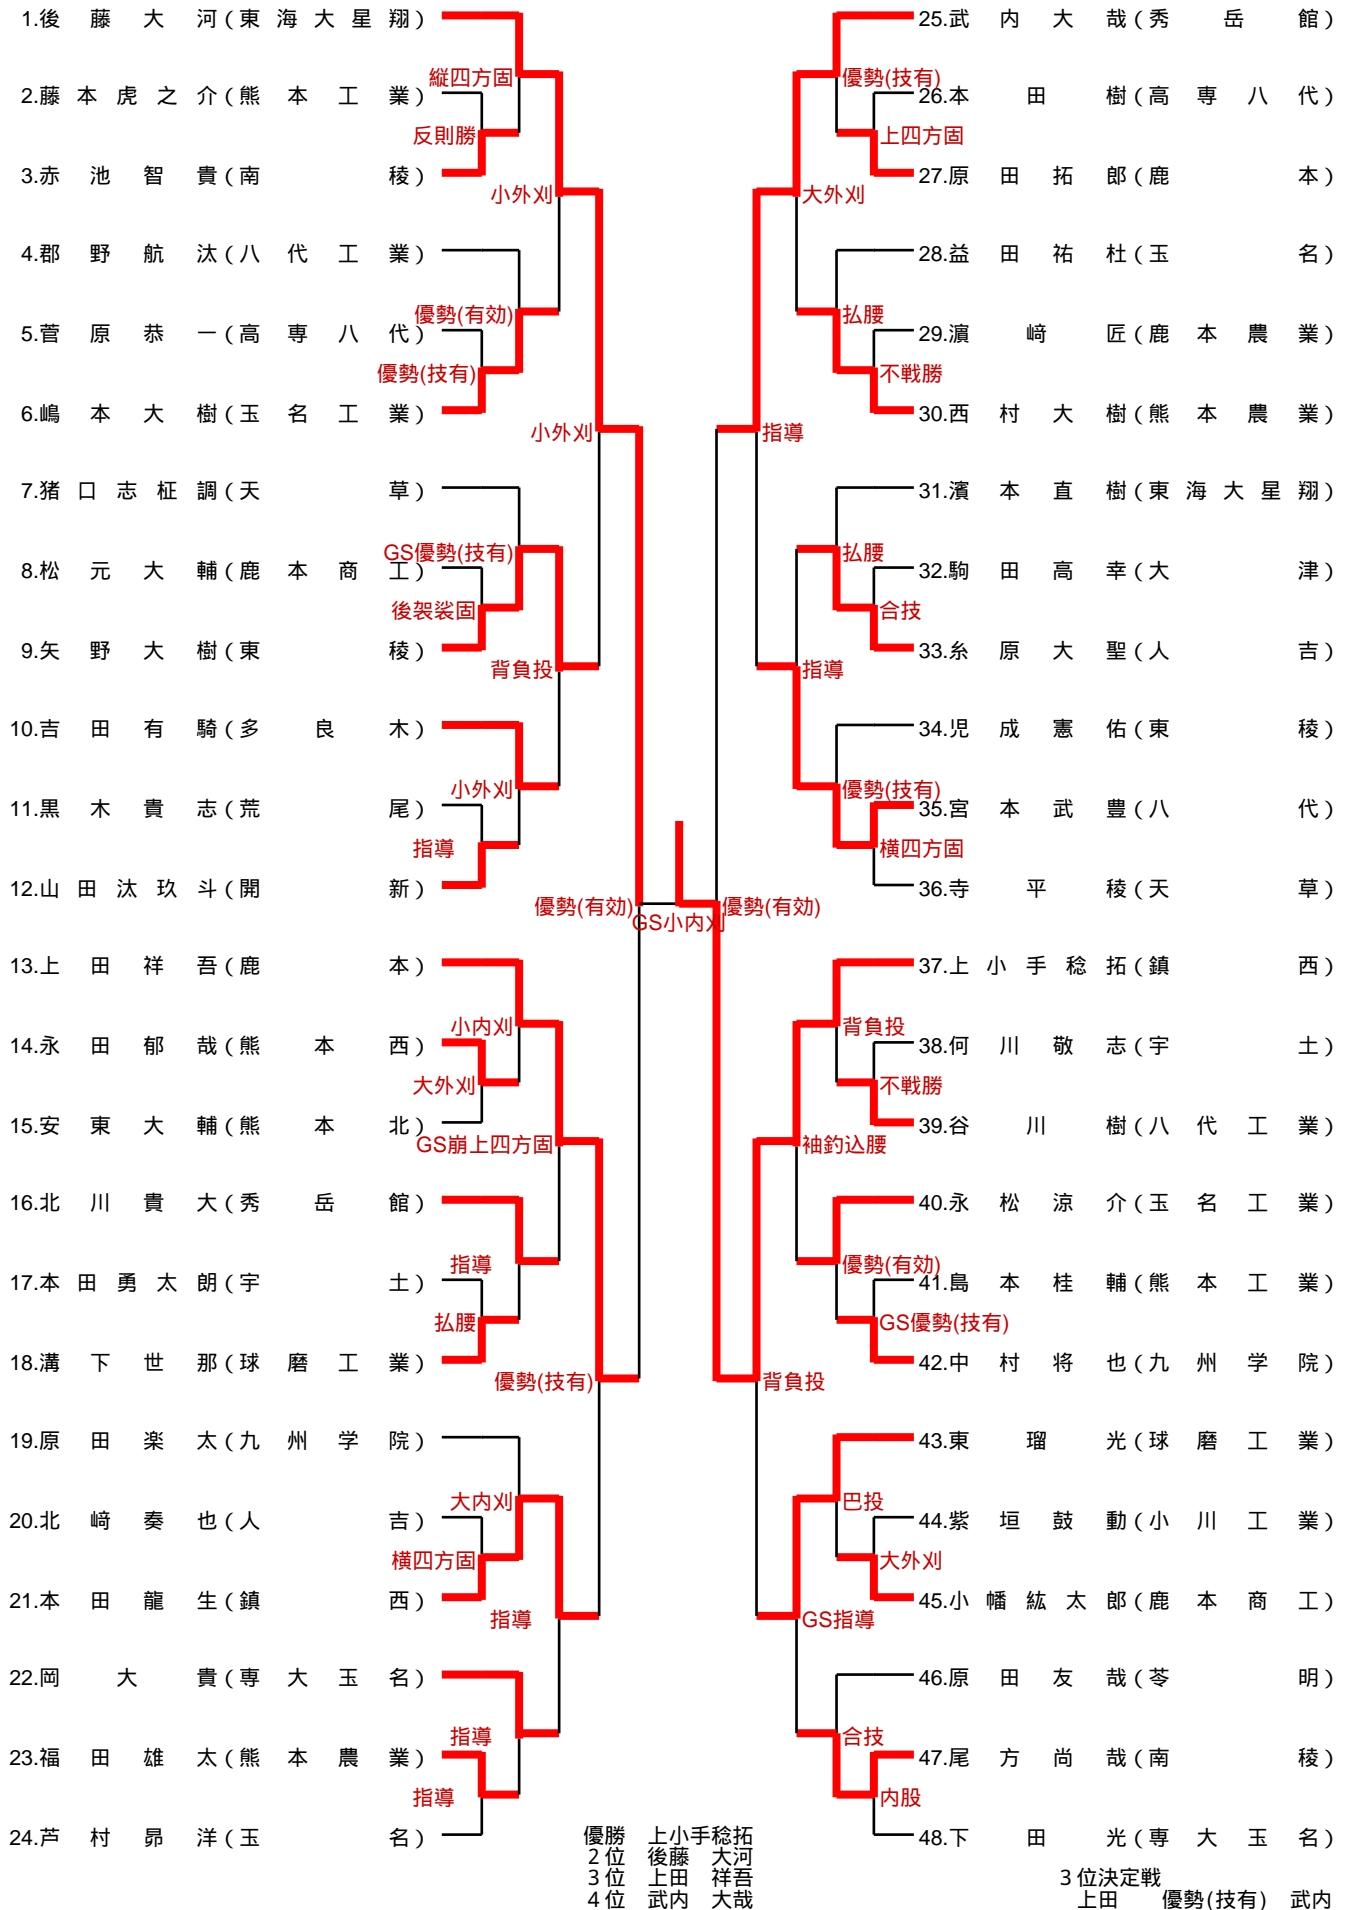 1.後藤大河(東海大星翔)
縦四方固
2.藤本虎之介(熊本工業)
反則勝
3.赤池智貴(南稜)
小外刈
4.郡野航汰(八代工業)
優勢(有効)
5.菅原恭一(高専八代)
優勢(技有)
6.嶋本大樹(玉名工業)
小外刈
7.猪口志柾調(天草)
GS優勢(技有)
8.松元大輔(鹿本商工)
後袈裟固
9.矢野大樹(東稜)
背負投
10.吉田有騎(多良木)
小外刈
11.黒木貴志(荒尾)
指導
12.山田汰玖斗(開新)
優勢(有効)
13.上田祥吾(鹿本)
小内刈
14.永田郁哉(熊本西)
大外刈
15.安東大輔(熊本北)
GS崩上四方固
16.北川貴大(秀岳館)
指導
17.本田勇太朗(宇土)
払腰
18.溝下世那(球磨工業)
優勢(技有)
19.原田楽太(九州学院)
大内刈
20.北﨑奏也(人吉)
横四方固
21.本田龍生(鎮西)
指導
22.岡大貴(専大玉名)
指導
23.福田雄太(熊本農業)
指導
24.芦村昴洋(玉名)
GS小内刈
25.武内大哉(秀岳館)
優勢(技有)
26.本田樹(高専八代)
上四方固
27.原田拓郎(鹿本)
大外刈
28.益田祐杜(玉名)
払腰
29.濵﨑匠(鹿本農業)
不戦勝
30.西村大樹(熊本農業)
指導
31.濱本直樹(東海大星翔)
払腰
32.駒田高幸(大津)
合技
33.糸原大聖(人吉)
指導
34.児成憲佑(東稜)
優勢(技有)
35.宮本武豊(八代)
横四方固
36.寺平稜(天草)
優勢(有効)
37.上小手稔拓(鎮西)
背負投
38.何川敬志(宇土)
不戦勝
39.谷川樹(八代工業)
袖釣込腰
40.永松涼介(玉名工業)
優勢(有効)
41.島本桂輔(熊本工業)
GS優勢(技有)
42.中村将也(九州学院)
背負投
43.東瑠光(球磨工業)
巴投
44.紫垣鼓動(小川工業)
大外刈
45.小幡紘太郎(鹿本商工)
GS指導
46.原田友哉(苓明)
合技
47.尾方尚哉(南稜)
内股
48.下田光(専大玉名)
優勝 上小手稔拓
2位 後藤 大河
3位 上田 祥吾
4位 武内 大哉
3位決定戦
上田 優勢(技有) 武内